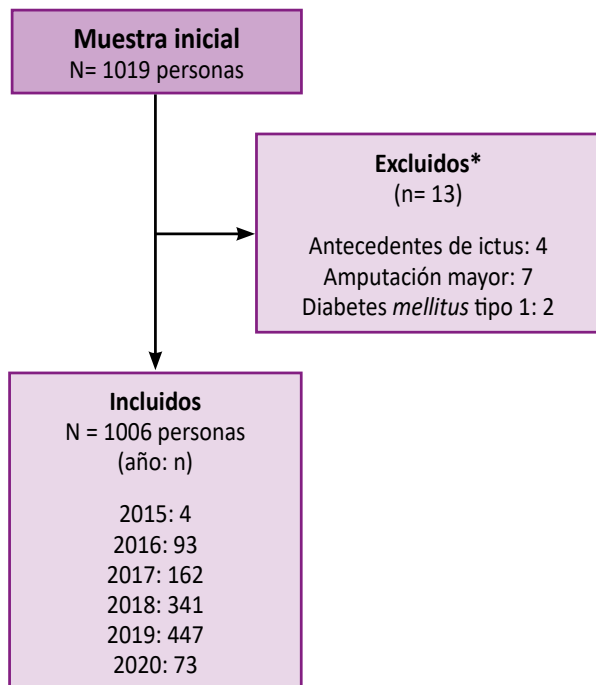 Muestra inicial
N= 1019 personas
Excluidos*
(n= 13)
Antecedentes de ictus: 4
Amputación mayor: 7
Diabetes mellitus tipo 1: 2
Incluidos
N = 1006 personas
(año: n)
2015: 4
2016: 93
2017: 162
2018: 341
2019: 447
2020: 73